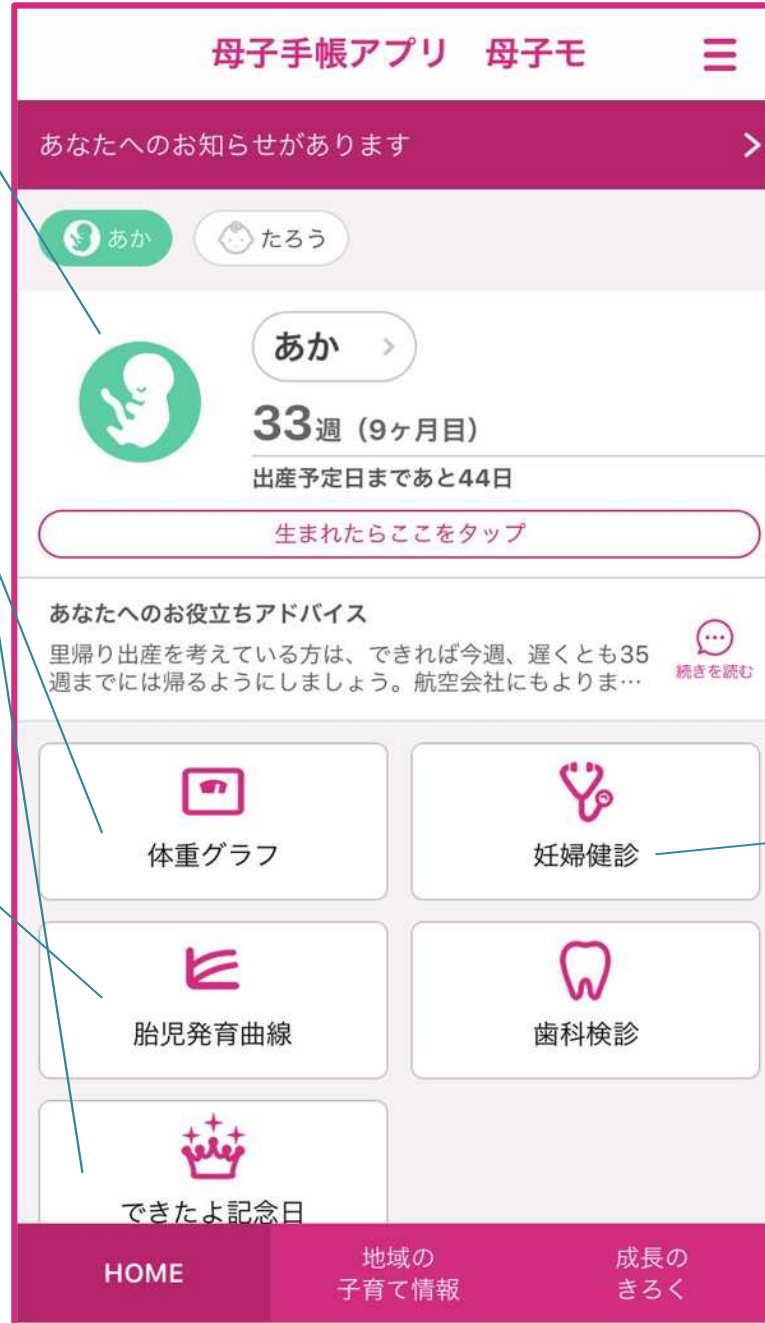 母子手帳アプリ 母子モ
あなたへのお知らせがあります
あか
たろう
あか
33週（9ヶ月目）
出産予定日まであと44日
生まれたらここをタップ
あなたへのお役立ちアドバイス
里帰り出産を考えている方は、できれば今週、遅くとも35
週までには帰るようにしましょう。航空会社にもよりま…
続きを読む
体重グラフ
妊婦健診
胎児発育曲線
歯科検診
できたよ記念日
HOME
地域の
子育て情報
成長の
きろく